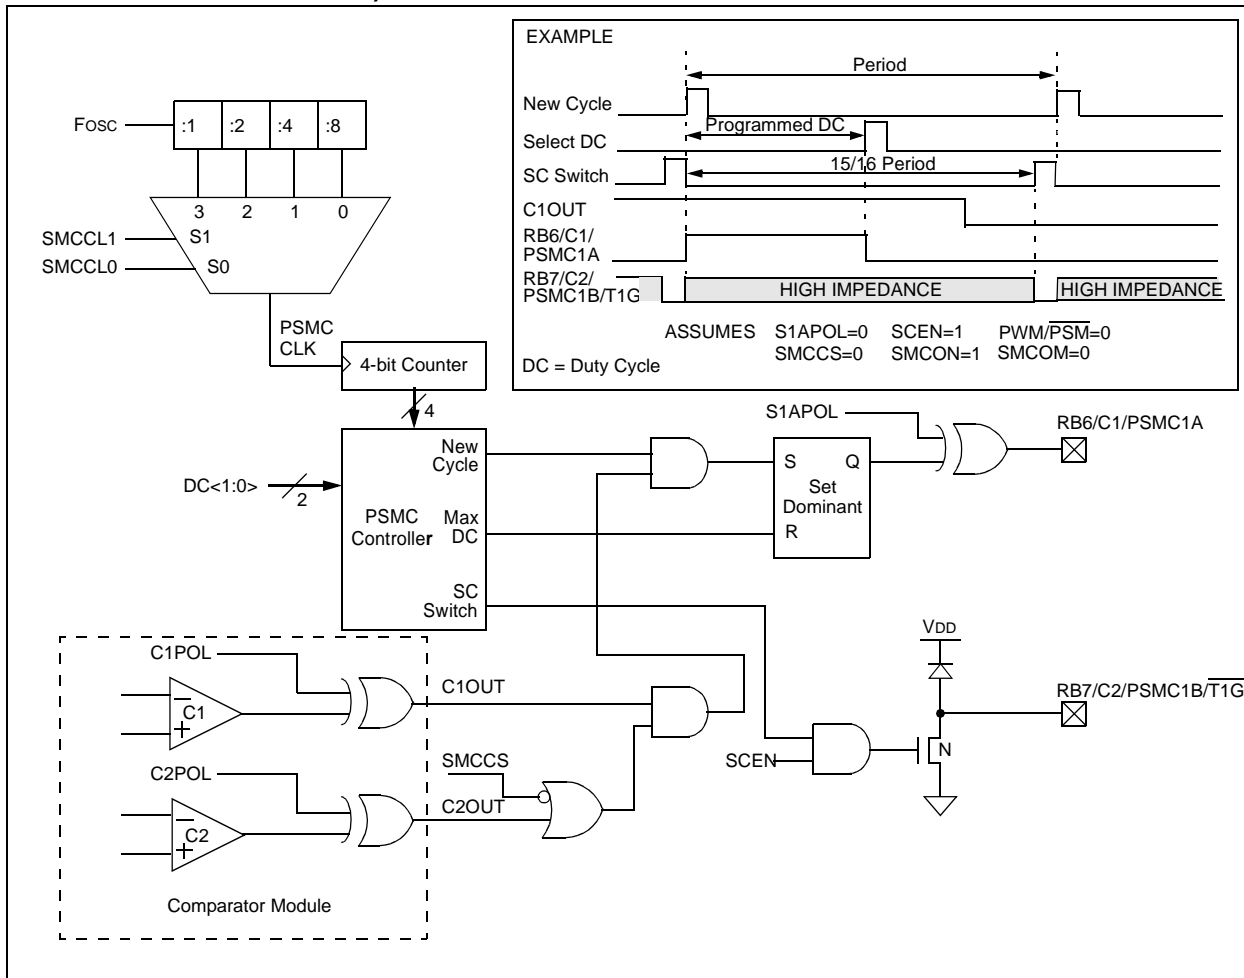 EXAMPLE
Period
New Cycle
Programmed DC
Select DC
15/16 Period
SC Switch
C1OUT
RB6/C1/
PSMC1A
RB7/C2/
PSMC1B/T1G
HIGH IMPEDANCE
HIGH IMPEDANCE
ASSUMES S1APOL=0 SCEN=1 PWM/PSM=0
SMCCS=0 SMCON=1 SMCOM=0
DC = Duty Cycle
FOSC
:1 :2 :4 :8
3 2 1 0
SMCCL1
S1
SMCCL0
S0
PSMC
CLK
4-bit Counter
4
DC<1:0>
2
PSMC
Controller
New
Cycle
Max
DC
SC
Switch
S1APOL
RB6/C1/PSMC1A
S Q
Set
Dominant
R
C1POL
C1OUT
– C1
+
C2POL
SMCCS
C2OUT
– C2
+
Comparator Module
SCEN
VDD
N
RB7/C2/PSMC1B/T1G